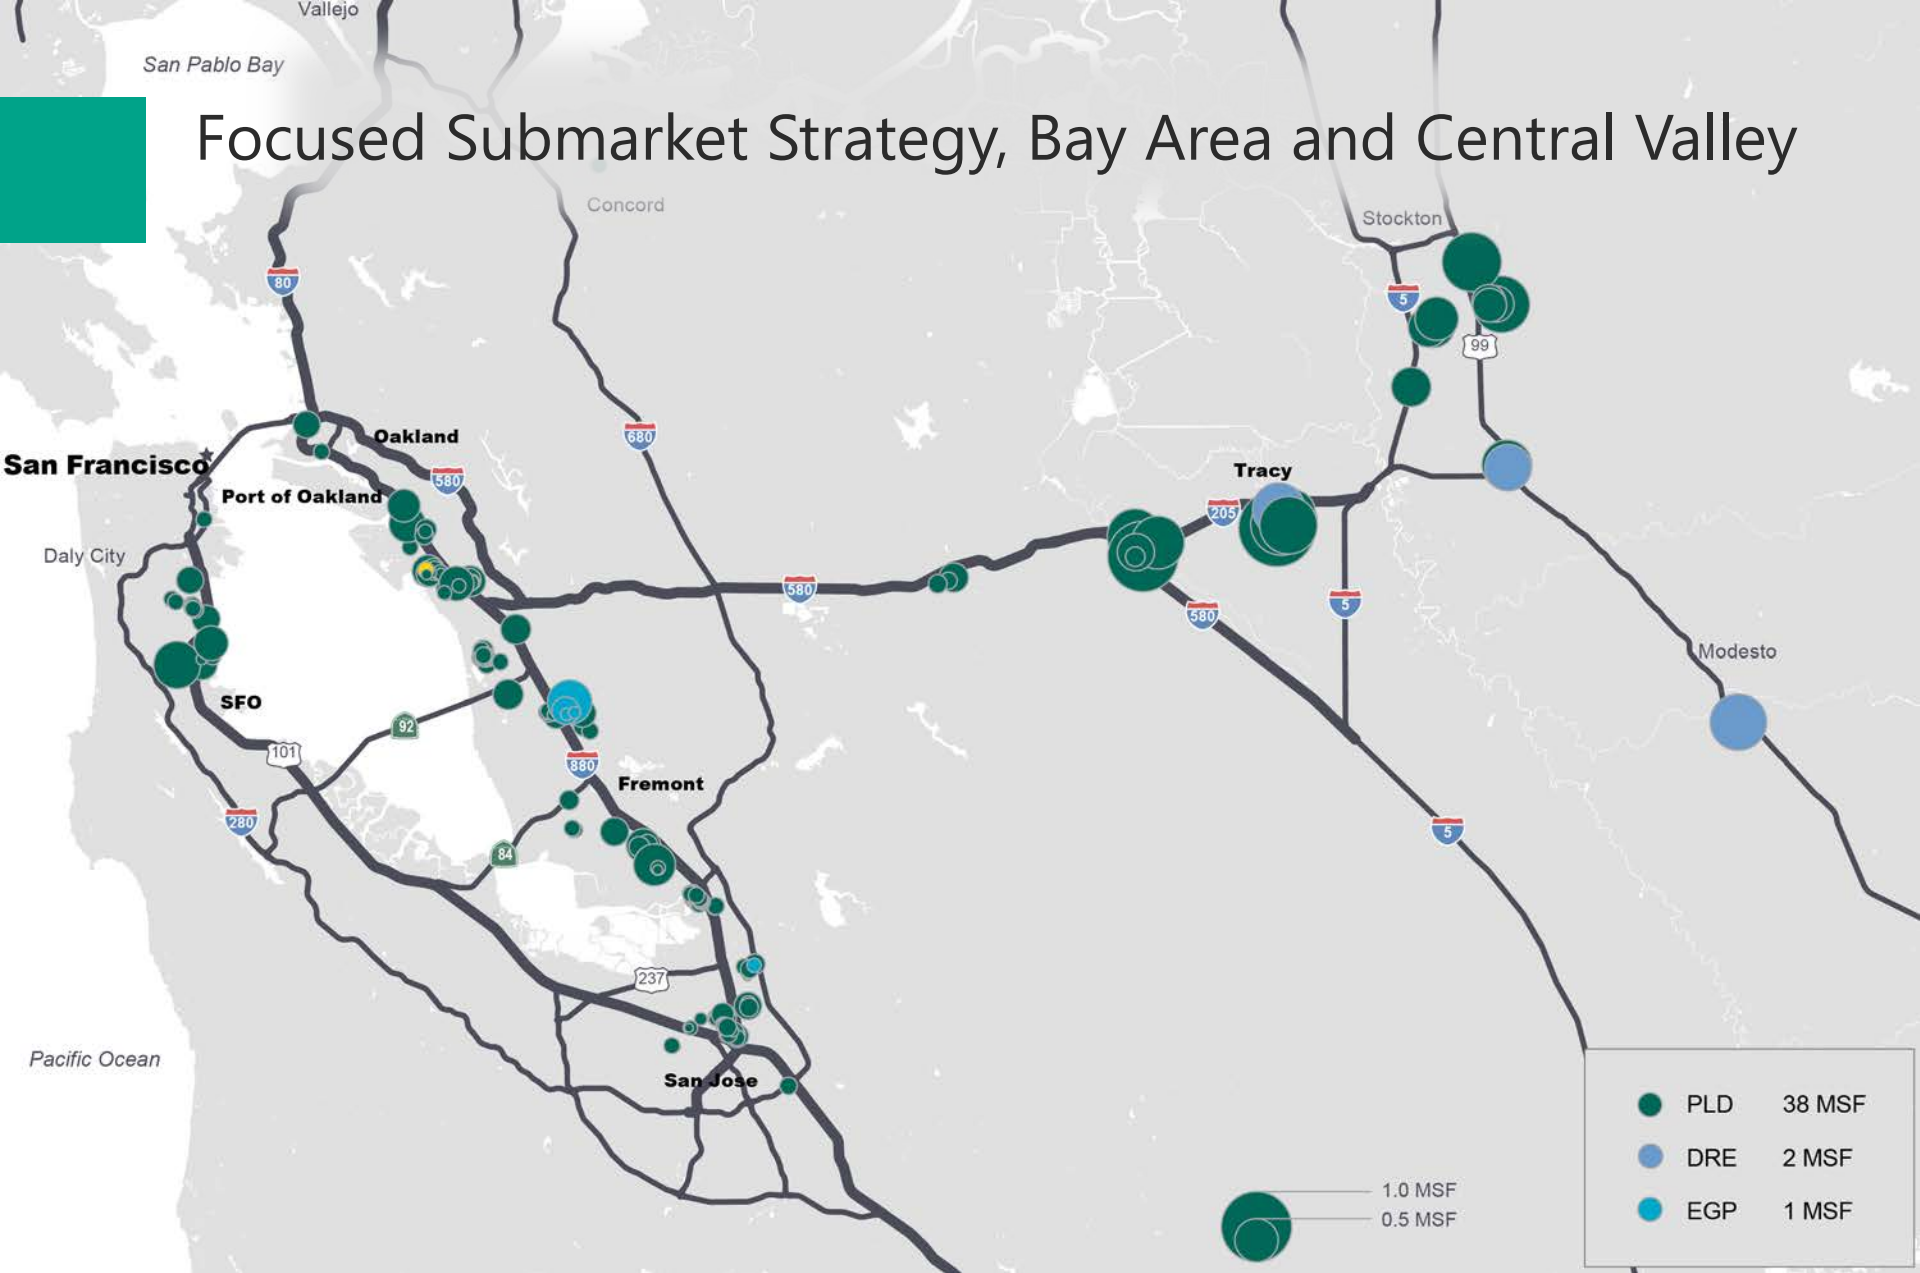 Vallejo
San Pablo Bay
Focused Submarket Strategy, Bay Area and Central Valley
Concord
Stockton
80
5
99
Oakland
680
San Francisco
580
Tracy
Port of Oakland
205
Daly City
580
580
5
Modesto
SFO
92
101
880
Fremont
280
5
84
237
Pacific Ocean
San Jose
PLD 38 MSF
DRE 2 MSF
EGP 1 MSF
1.0 MSF
0.5 MSF